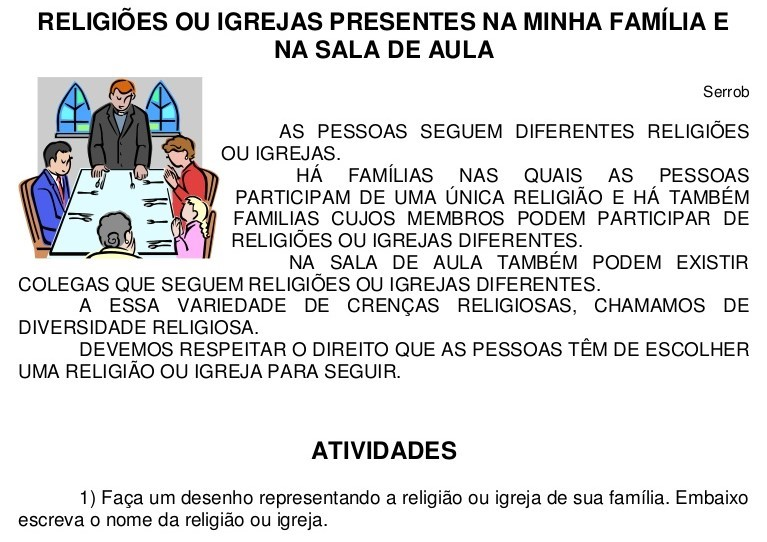 RELIGIÕES OU IGREJAS PRESENTES NA MINHA FAMÍLIA E
NA SALA DE AULA
Serrob
AS PESSOAS SEGUEM DIFERENTES RELIGIÕES
OU IGREJAS.
HÁ FAMÍLIAS NAS QUAIS AS PESSOAS
PARTICIPAM DE UMA ÚNICA RELIGIÃO E HÁ TAMBÉM
FAMILIAS CUJOS MEMBROS PODEM PARTICIPAR DE
RELIGIÕES OU IGREJAS DIFERENTES.
NA SALA DE AULA TAMBÉM PODEM EXISTIR
COLEGAS QUE SEGUEM RELIGIÕES OU IGREJAS DIFERENTES.
A ESSA VARIEDADE DE CRENÇAS RELIGIOSAS, CHAMAMOS DE
DIVERSIDADE RELIGIOSA.
DEVEMOS RESPEITAR O DIREITO QUE AS PESSOAS TÊM DE ESCOLHER
UMA RELIGIÃO OU IGREJA PARA SEGUIR.
ATIVIDADES
1) Faça um desenho representando a religião ou igreja de sua família. Embaixo
escreva o nome da religião ou igreja.